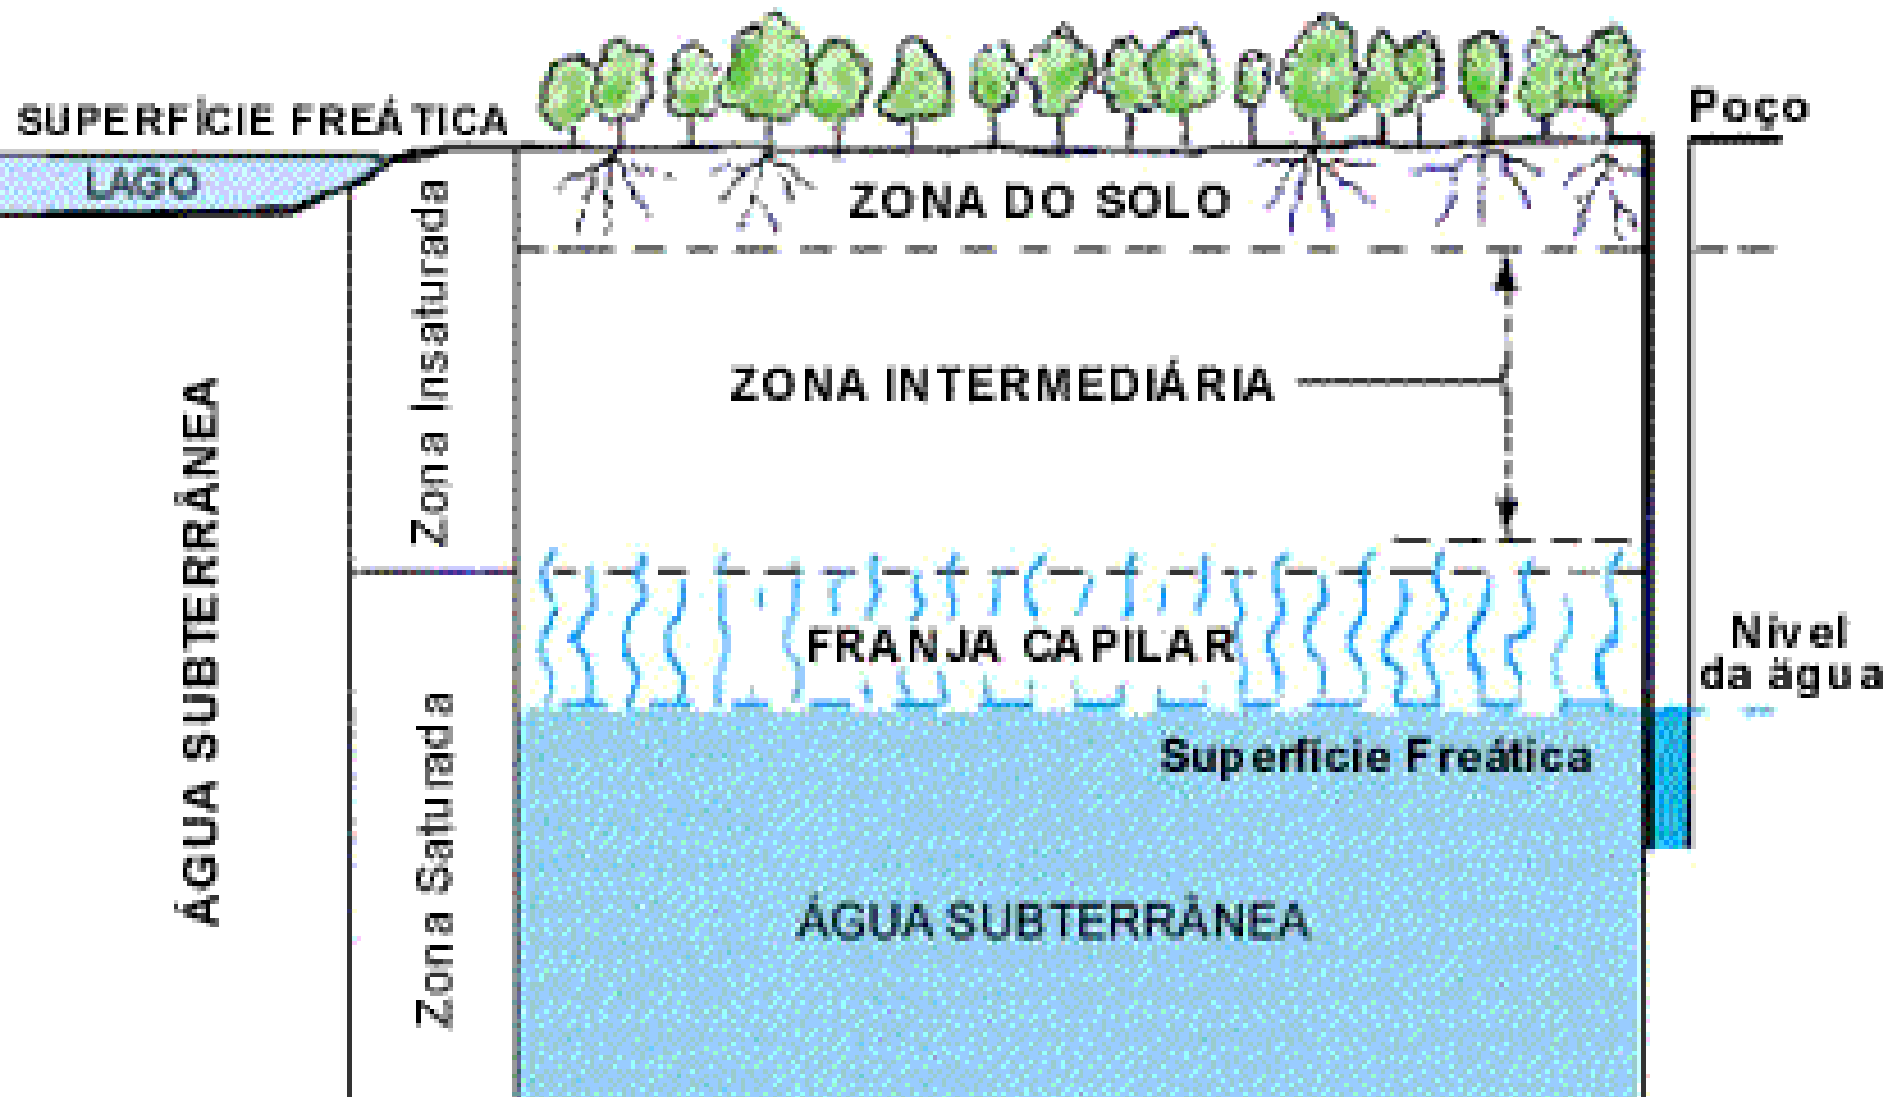 SUPERFÍCIE FREÁTICA
Poço
LAGO
ZONA DO SOLO
Zona Insaturada
ZONA INTERMEDIÁRIA
ÁGUA SUBTERRÂNEA
FRANJA CAPILAR
Nível
da água
Zona Saturada
Superfície Freática
ÁGUA SUBTERRÂNEA